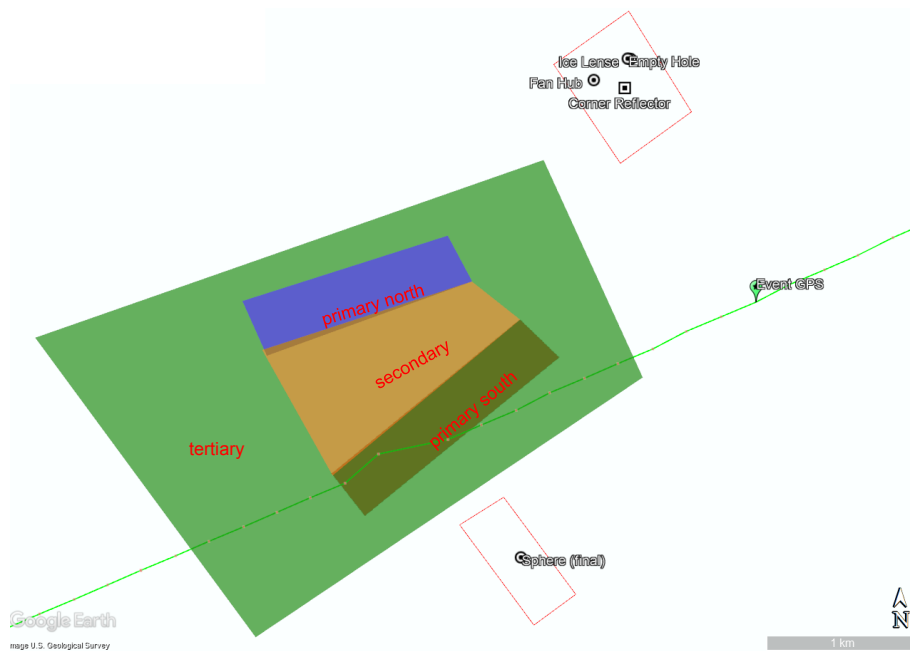 Ice Lense Empty Hole
Fan Hub
Corner Reflector
Event GPS
primary north
secondary
primary south
tertiary
Sphere (final)
Google Earth
mage U.S. Geological Survey
N
1 km